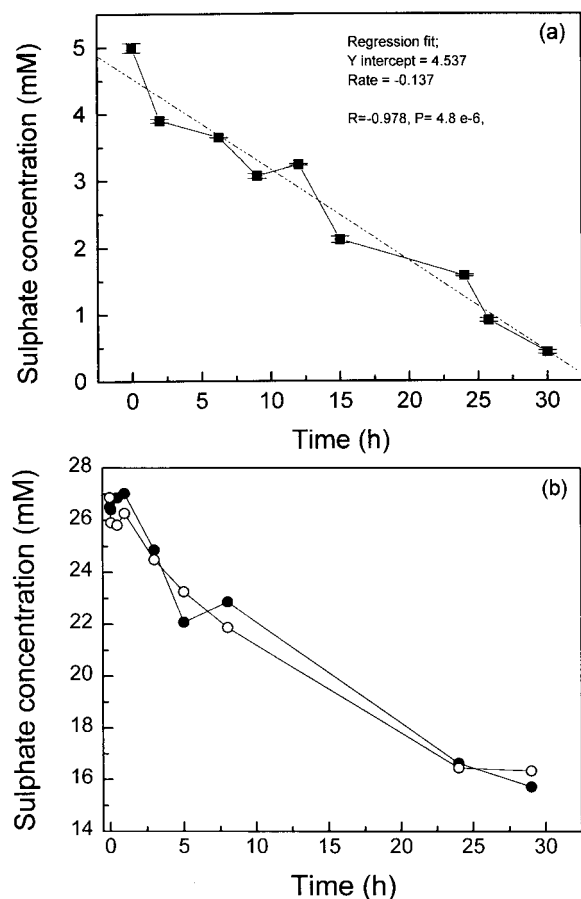 (a)
Regression fit;
Y intercept = 4.537
Rate = -0.137
R=-0.978, P= 4.8 e-6,
Sulphate concentration (mM)
5
4
3
2
1
0
0 5 10 15 20 25 30
Time (h)
(b)
Sulphate concentration (mM)
28
26
24
22
20
18
16
14
0 5 10 15 20 25 30
Time (h)